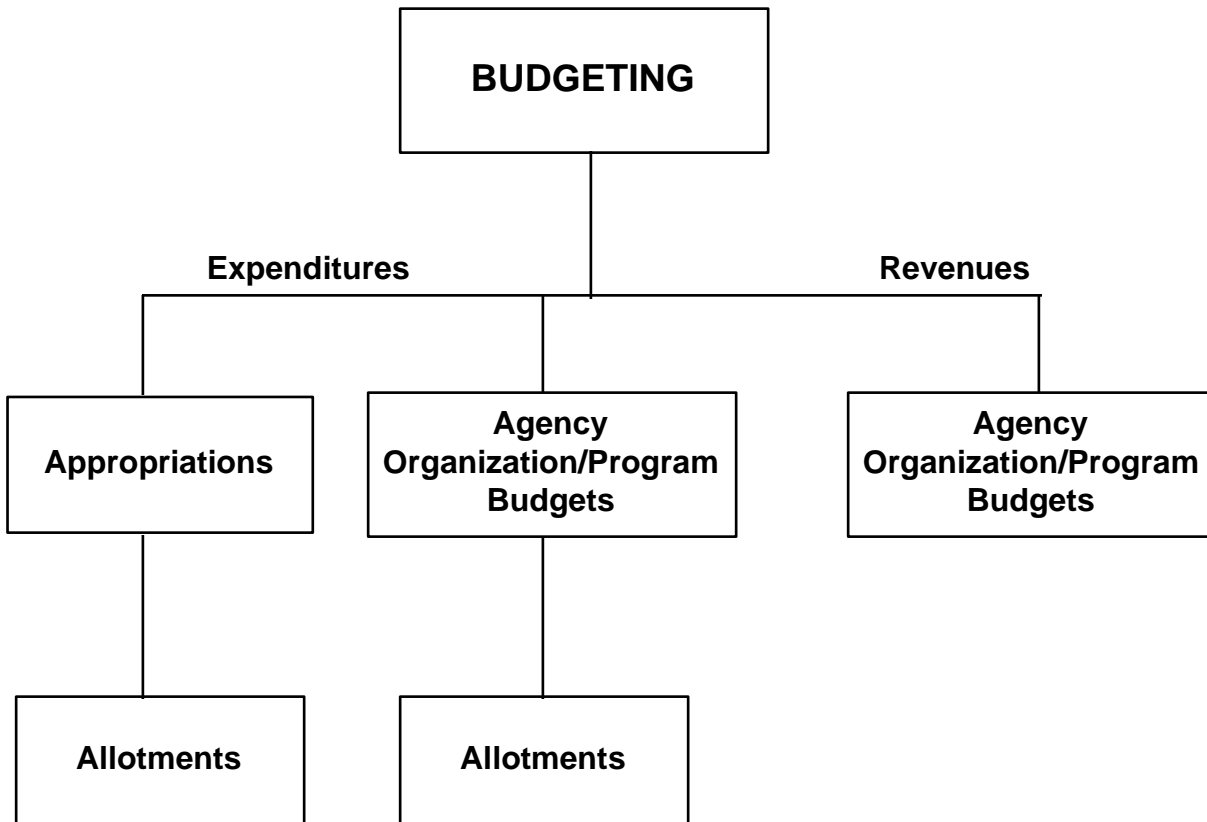 BUDGETING
Expenditures
Revenues
Appropriations
Agency
Organization/Program
Budgets
Agency
Organization/Program
Budgets
Allotments
Allotments